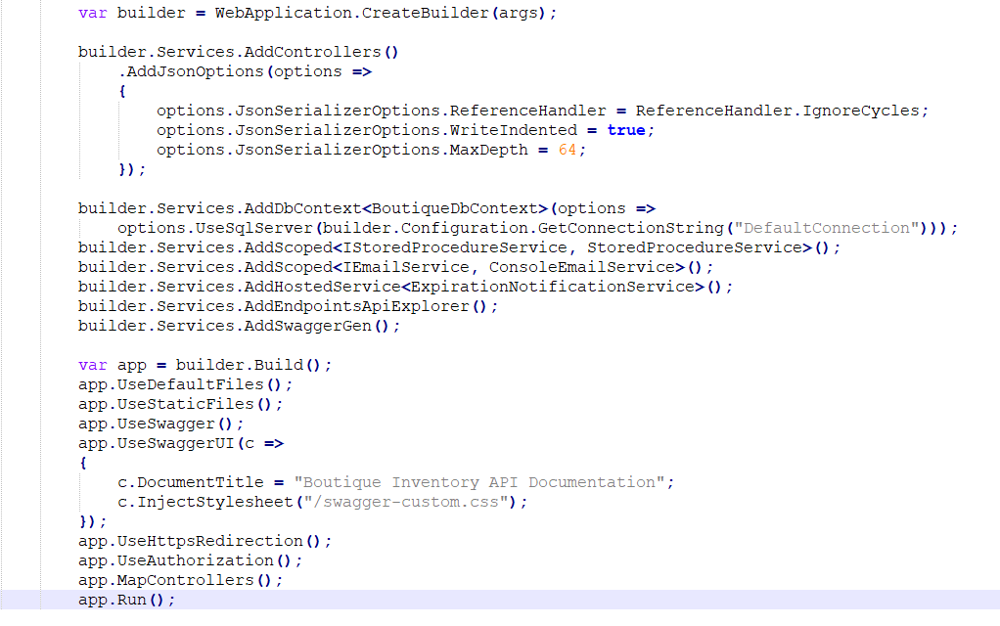 var builder = WebApplication.CreateBuilder(args);

builder.Services.AddControllers()
    .AddJsonOptions(options =>
    {
        options.JsonSerializerOptions.ReferenceHandler = ReferenceHandler.IgnoreCycles;
        options.JsonSerializerOptions.WriteIndented = true;
        options.JsonSerializerOptions.MaxDepth = 64;
    });

builder.Services.AddDbContext<BoutiqueDbContext>(options =>
    options.UseSqlServer(builder.Configuration.GetConnectionString("DefaultConnection")));
builder.Services.AddScoped<IStoredProcedureService, StoredProcedureService>();
builder.Services.AddScoped<IEmailService, ConsoleEmailService>();
builder.Services.AddHostedService<ExpirationNotificationService>();
builder.Services.AddEndpointsApiExplorer();
builder.Services.AddSwaggerGen();

var app = builder.Build();
app.UseDefaultFiles();
app.UseStaticFiles();
app.UseSwagger();
app.UseSwaggerUI(c =>
{
    c.DocumentTitle = "Boutique Inventory API Documentation";
    c.InjectStylesheet("/swagger-custom.css");
});
app.UseHttpsRedirection();
app.UseAuthorization();
app.MapControllers();
app.Run();